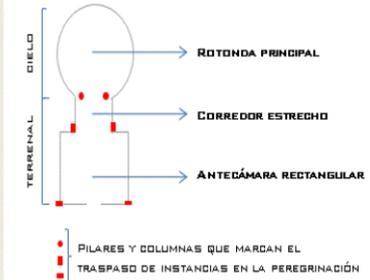 CIELO
ROTONDA PRINCIPAL
CORREDOR ESTRECHO
TERRENAL
ANTECÁMARA RECTANGULAR
PILARES Y COLUMNAS QUE MARCAN EL
TRASPASO DE INSTANCIAS EN LA PEREGRINACIÓN